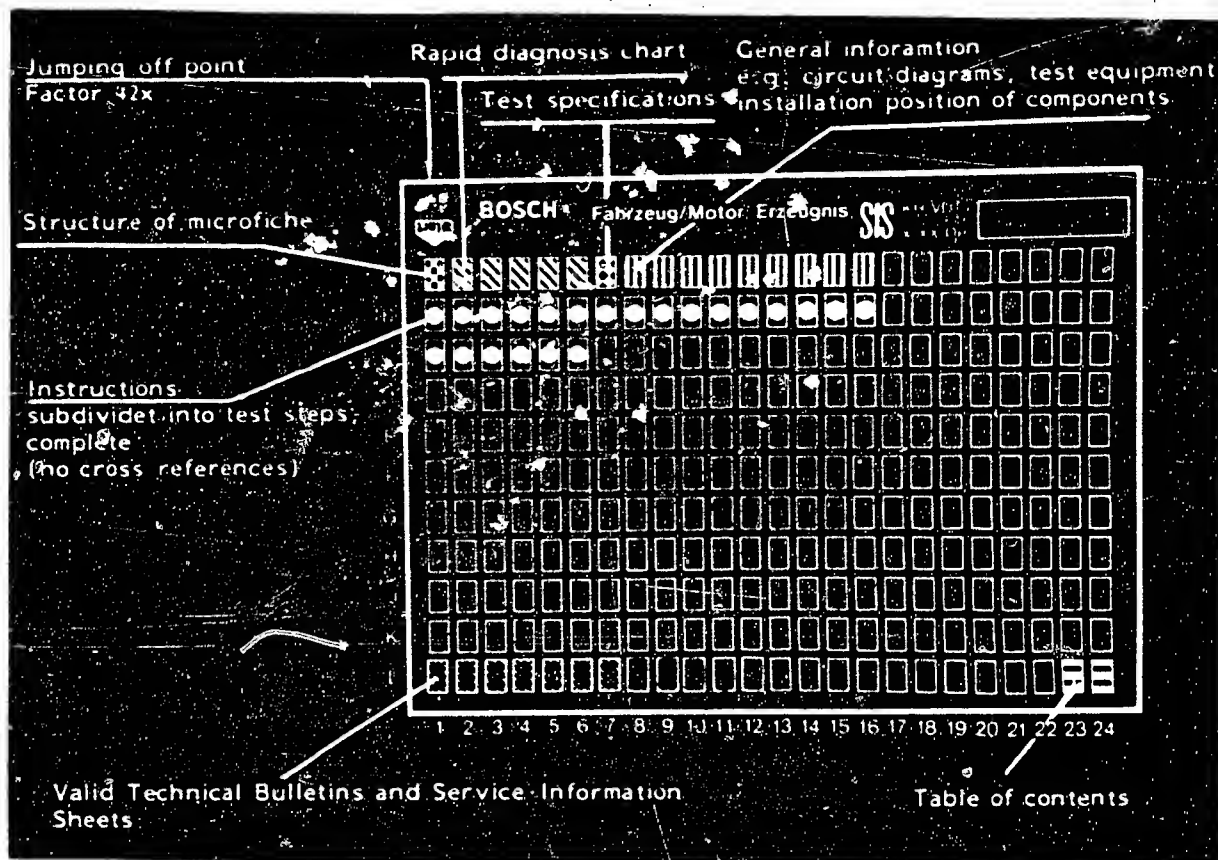 Jumping off point
Factor 42x
Rapid diagnosis chart
Test specifications
General inforamtion
e.g. circuit diagrams, test equipment
installation position of components
Structure of microfiche
BOSCH
Fahrzeug/Motor Erzeugnis
SIS
Instructions
subdividet into test steps,
complete
(no cross references)
1 2 3 4 5 6 7 8 9 10 11 12 13 14 15 16 17 18 19 20 21 22 23 24
Valid Technical Bulletins and Service Information
Sheets
Table of contents